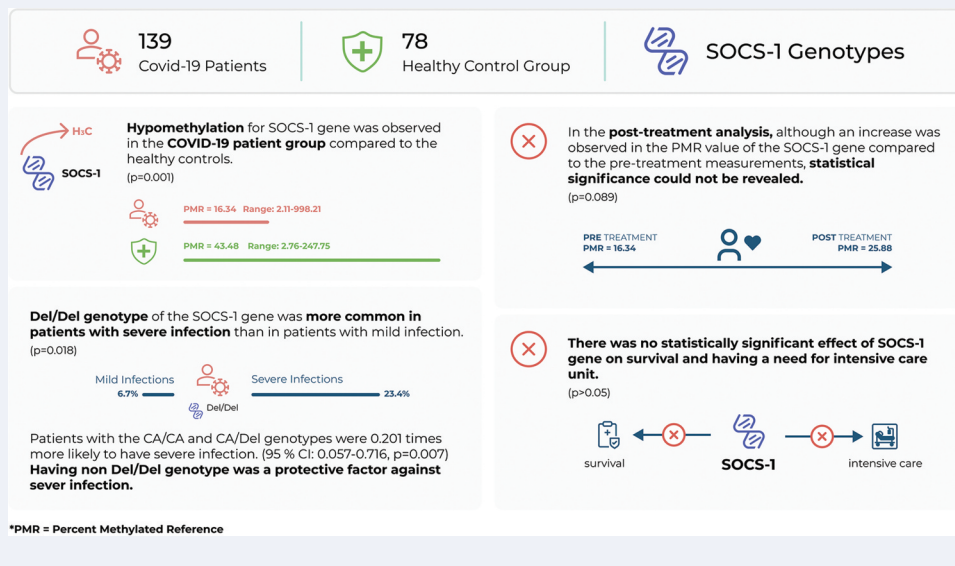 139
Covid-19 Patients
78
Healthy Control Group
SOCS-1 Genotypes
H₃C
SOCS-1
Hypomethylation for SOCS-1 gene was observed
in the COVID-19 patient group compared to the
healthy controls.
(p=0.001)
PMR = 16.34 Range: 2.11-998.21
PMR = 43.48 Range: 2.76-247.75
Del/Del genotype of the SOCS-1 gene was more common in
patients with severe infection than in patients with mild infection.
(p=0.018)
Mild Infections
6.7%
Del/Del
Severe Infections
23.4%
Patients with the CA/CA and CA/Del genotypes were 0.201 times
more likely to have severe infection. (95 % CI: 0.057-0.716, p=0.007)
Having non Del/Del genotype was a protective factor against
sever infection.
In the post-treatment analysis, although an increase was
observed in the PMR value of the SOCS-1 gene compared
to the pre-treatment measurements, statistical
significance could not be revealed.
(p=0.089)
PRE TREATMENT
PMR = 16.34
POST TREATMENT
PMR = 25.88
There was no statistically significant effect of SOCS-1
gene on survival and having a need for intensive care
unit.
(p>0.05)
survival
SOCS-1
intensive care
*PMR = Percent Methylated Reference